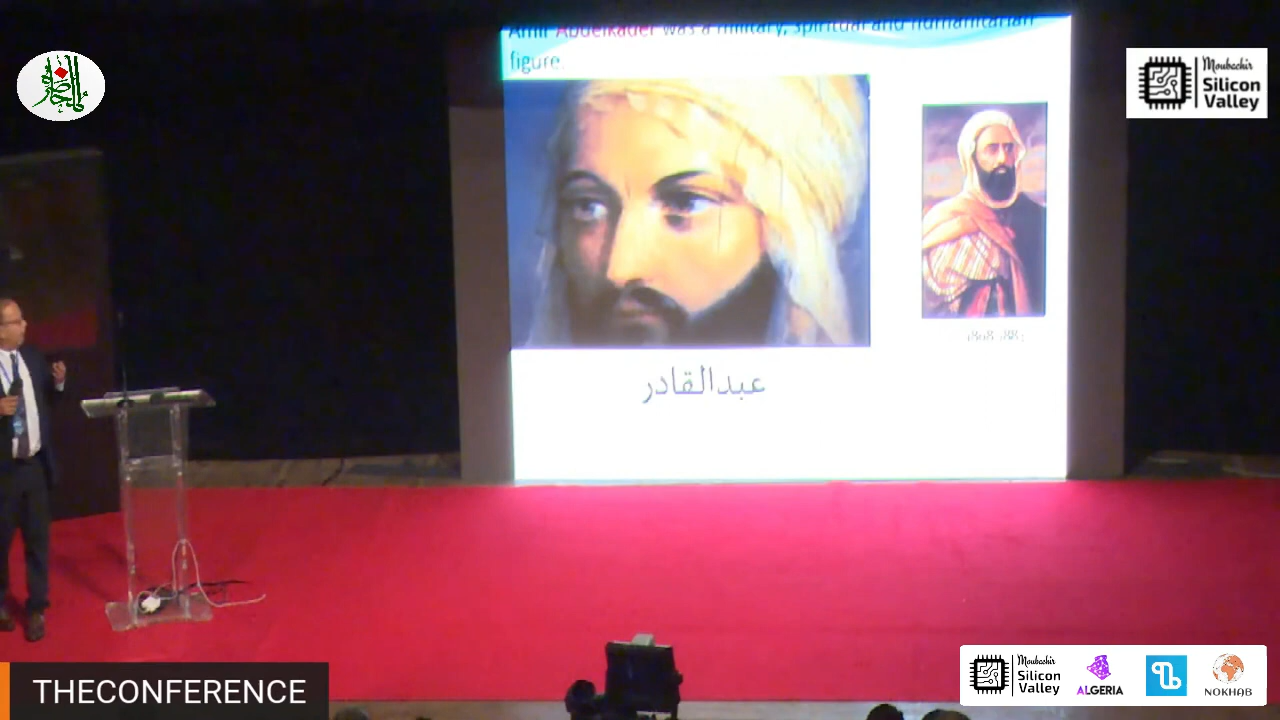 Amir Abdelkader was a military, spiritual and humanitarian
figure.
Moubachir
Silicon
Valley
عبدالقادر
THECONFERENCE
Moubachir
Silicon
Valley
ALGERIA
NOKHAB